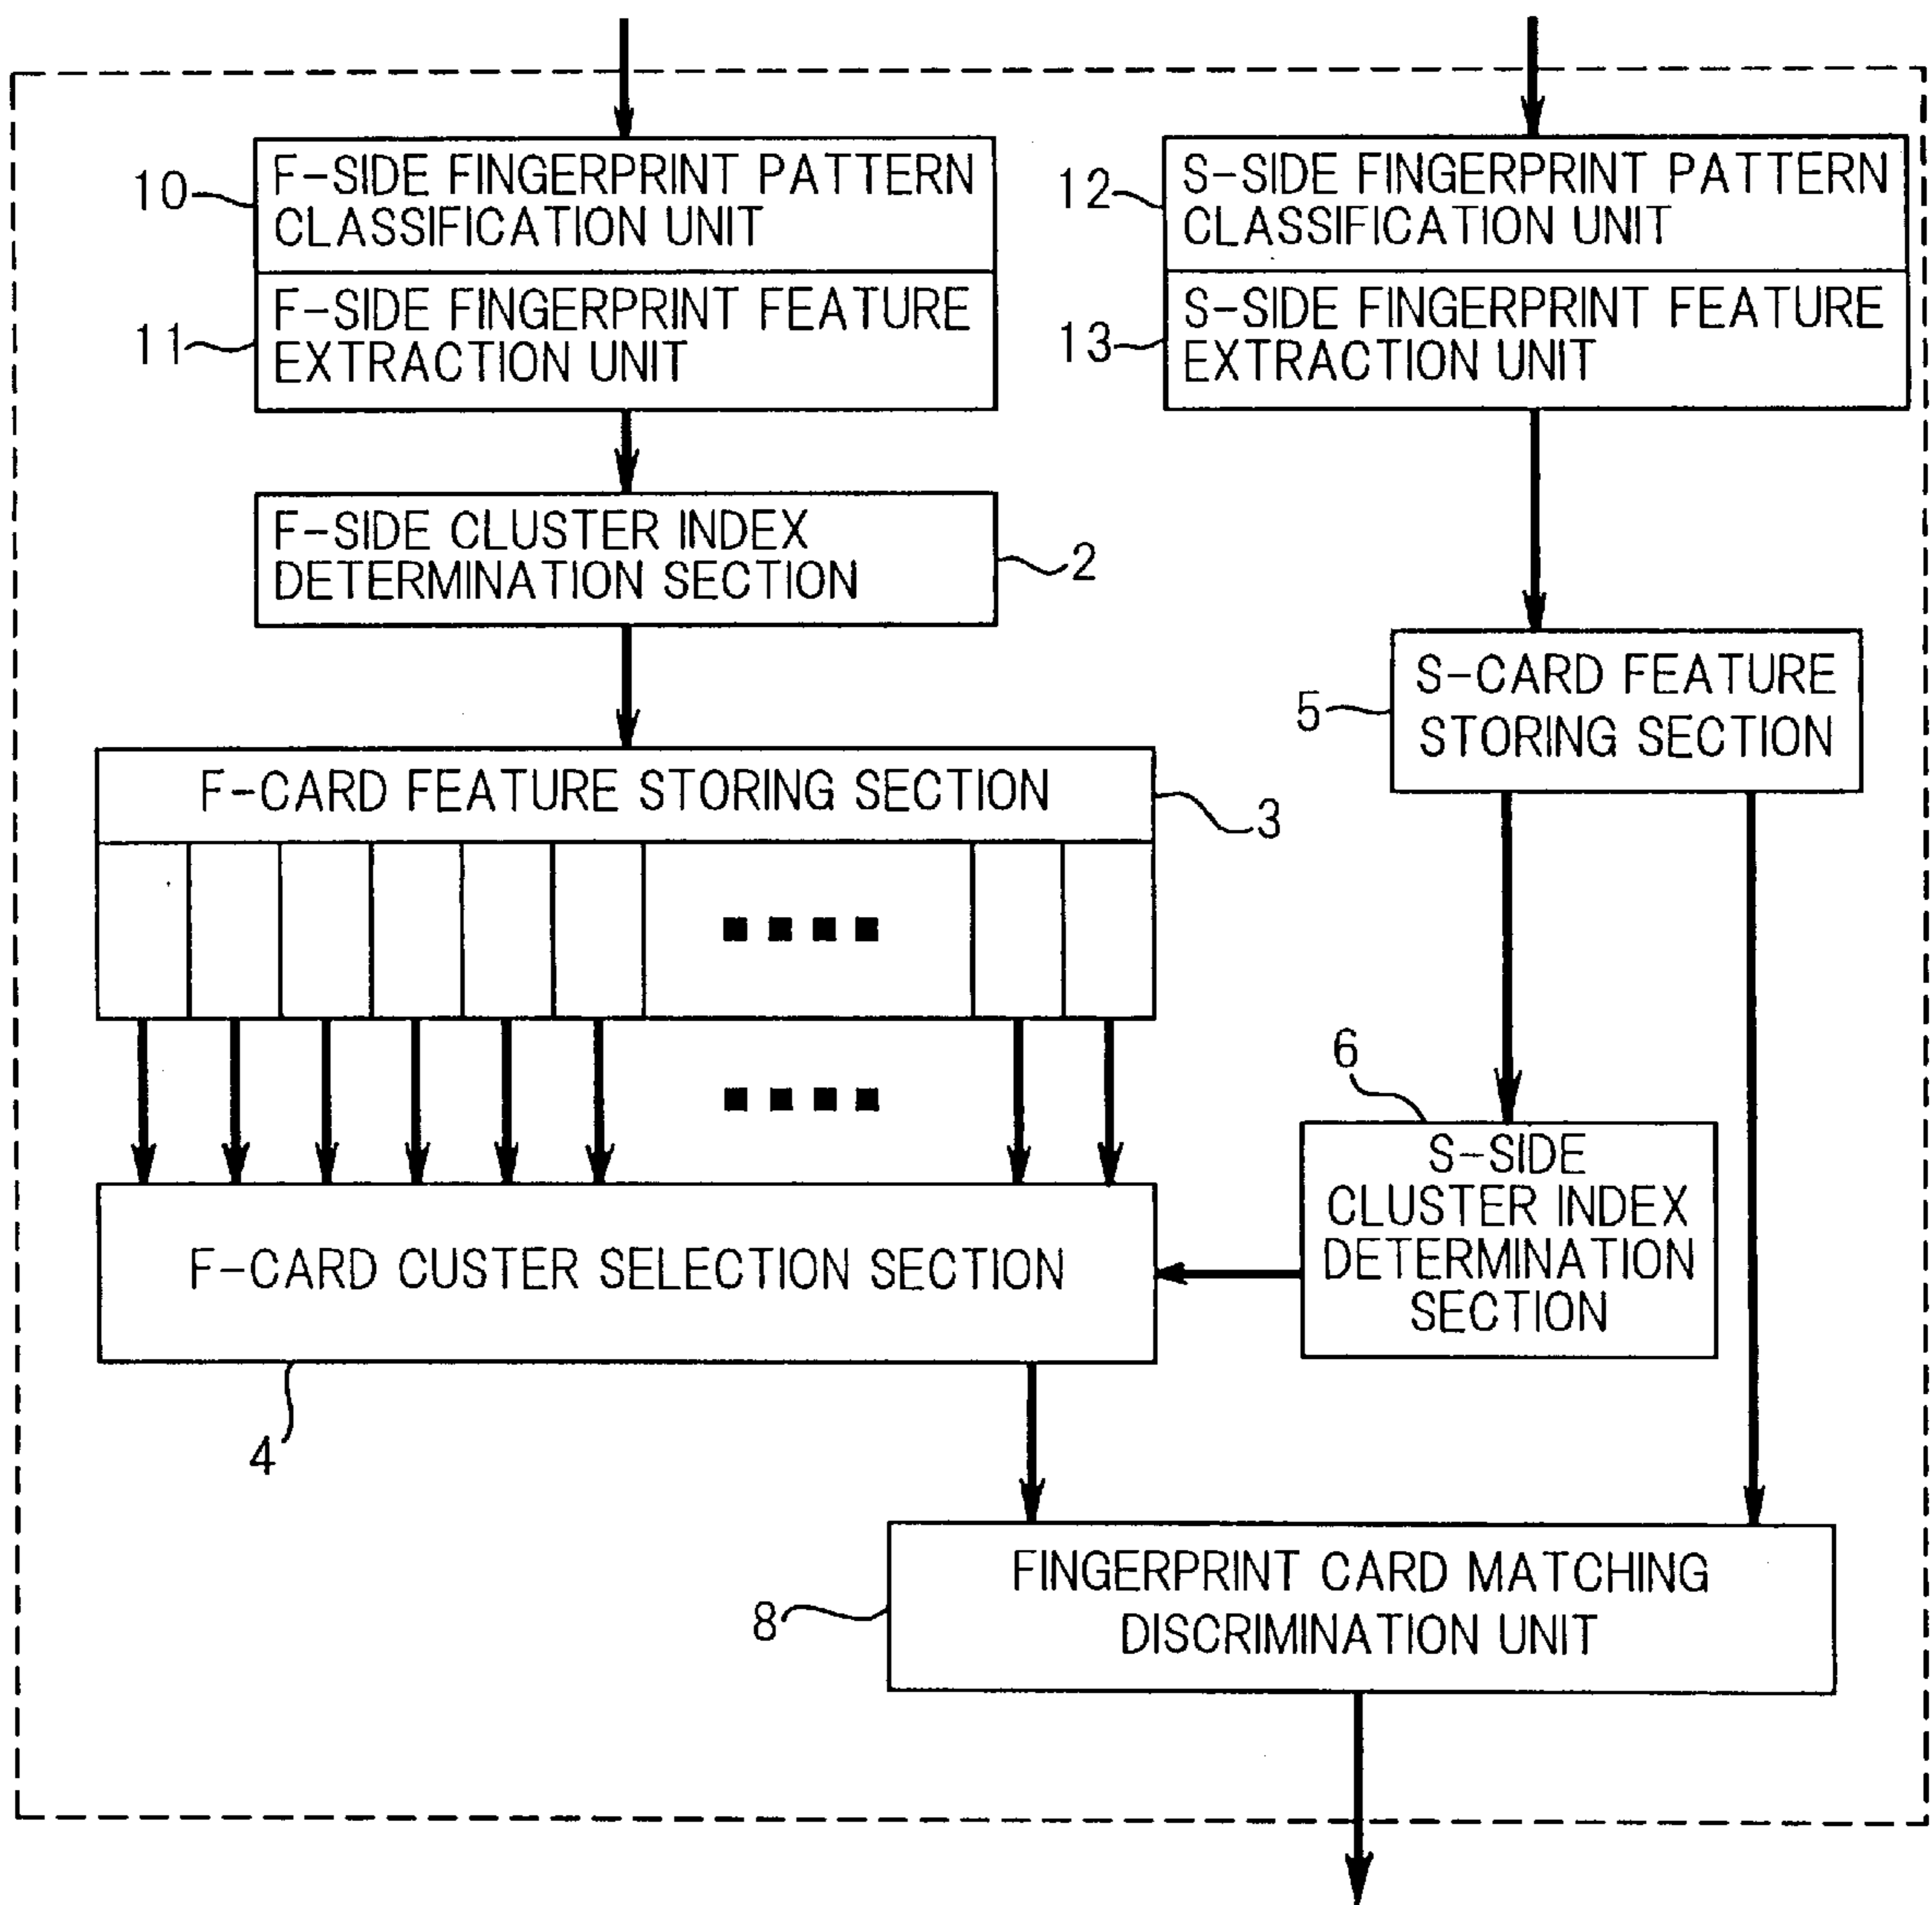 10
F-SIDE FINGERPRINT PATTERN
CLASSIFICATION UNIT
11
F-SIDE FINGERPRINT FEATURE
EXTRACTION UNIT
12
S-SIDE FINGERPRINT PATTERN
CLASSIFICATION UNIT
13
S-SIDE FINGERPRINT FEATURE
EXTRACTION UNIT
F-SIDE CLUSTER INDEX
DETERMINATION SECTION
2
5
S-CARD FEATURE
STORING SECTION
F-CARD FEATURE STORING SECTION
3
6
S-SIDE
CLUSTER INDEX
DETERMINATION
SECTION
F-CARD CUSTER SELECTION SECTION
4
8
FINGERPRINT CARD MATCHING
DISCRIMINATION UNIT